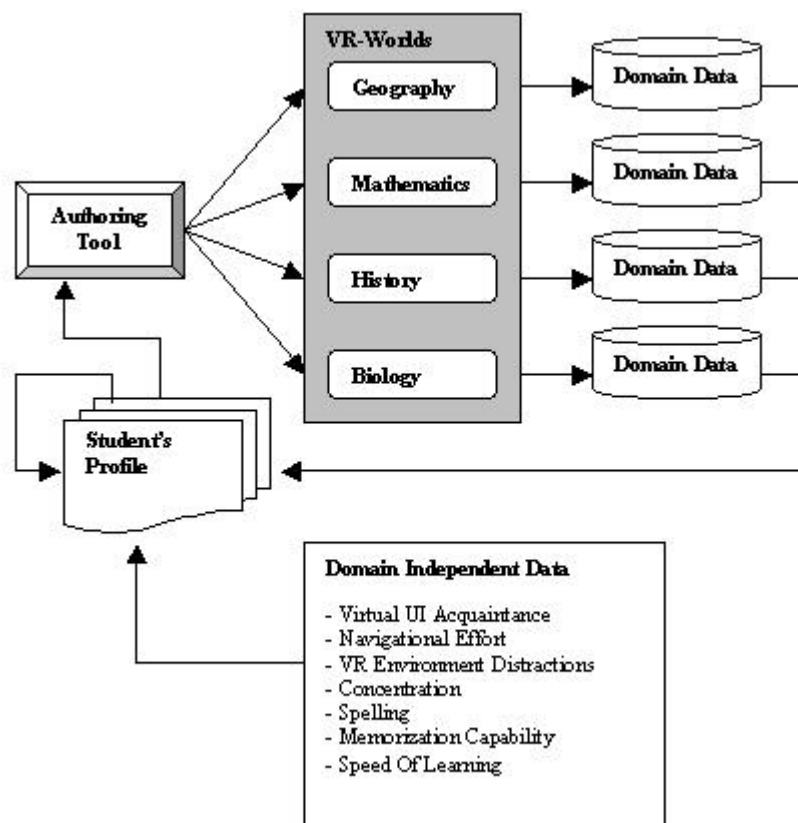 VR-Worlds
Geography
Domain Data
Mathematics
Domain Data
Authoring
Tool
History
Domain Data
Biology
Domain Data
Student's
Profile
Domain Independent Data
- Virtual UI Acquaintance
- Navigational Effort
- VR Environment Distractions
- Concentration
- Spelling
- Memorization Capability
- Speed Of Learning